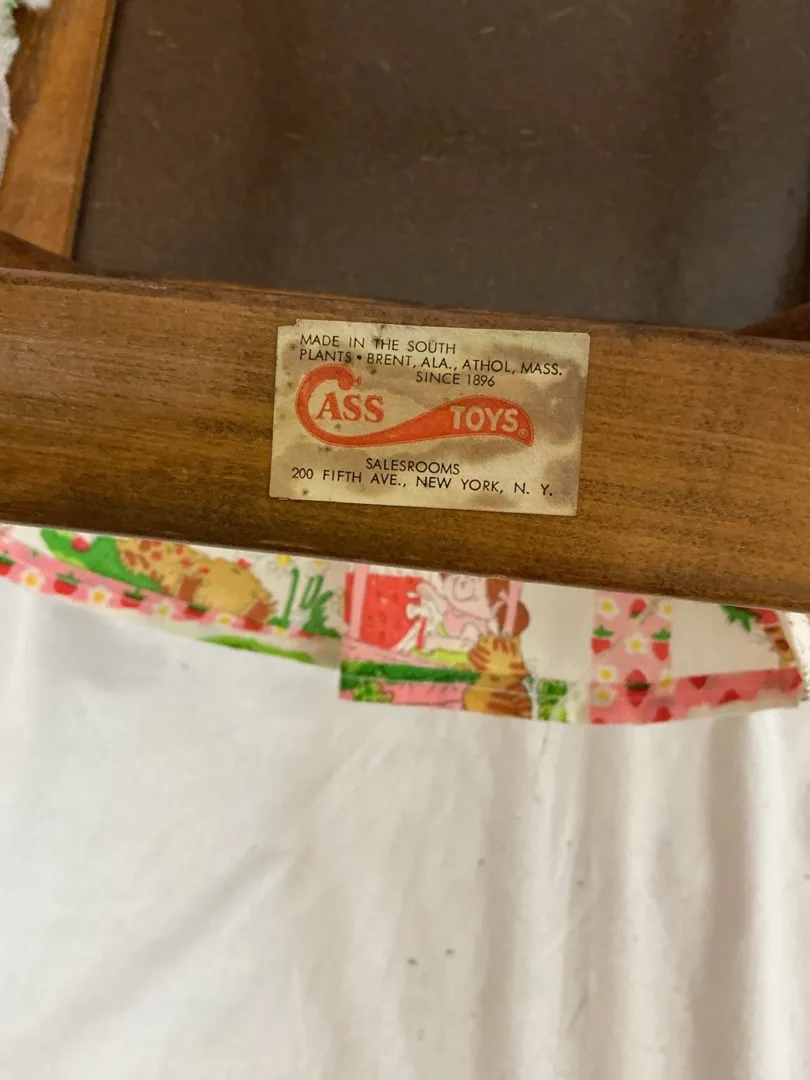 MADE IN THE SOUTH
PLANTS • BRENT, ALA., ATHOL, MASS.
SINCE 1896
CASS TOYS®
SALESROOMS
200 FIFTH AVE., NEW YORK, N. Y.